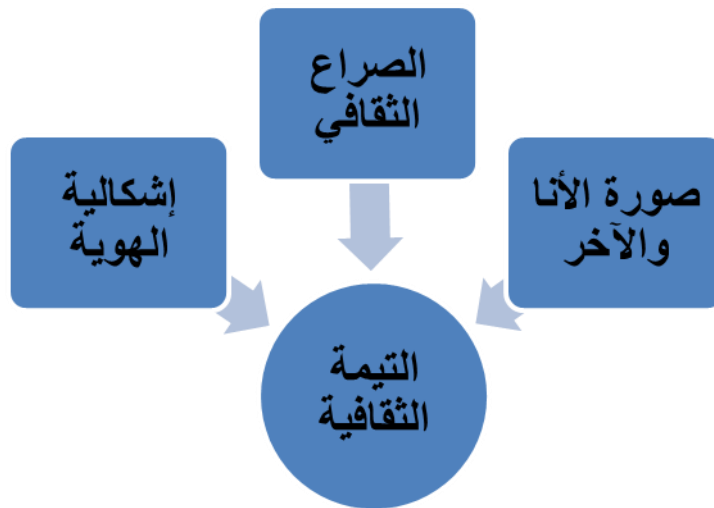 الصراع
الثقافي
صورة الأنا
والآخر
إشكالية
الهوية
التيمة
الثقافية